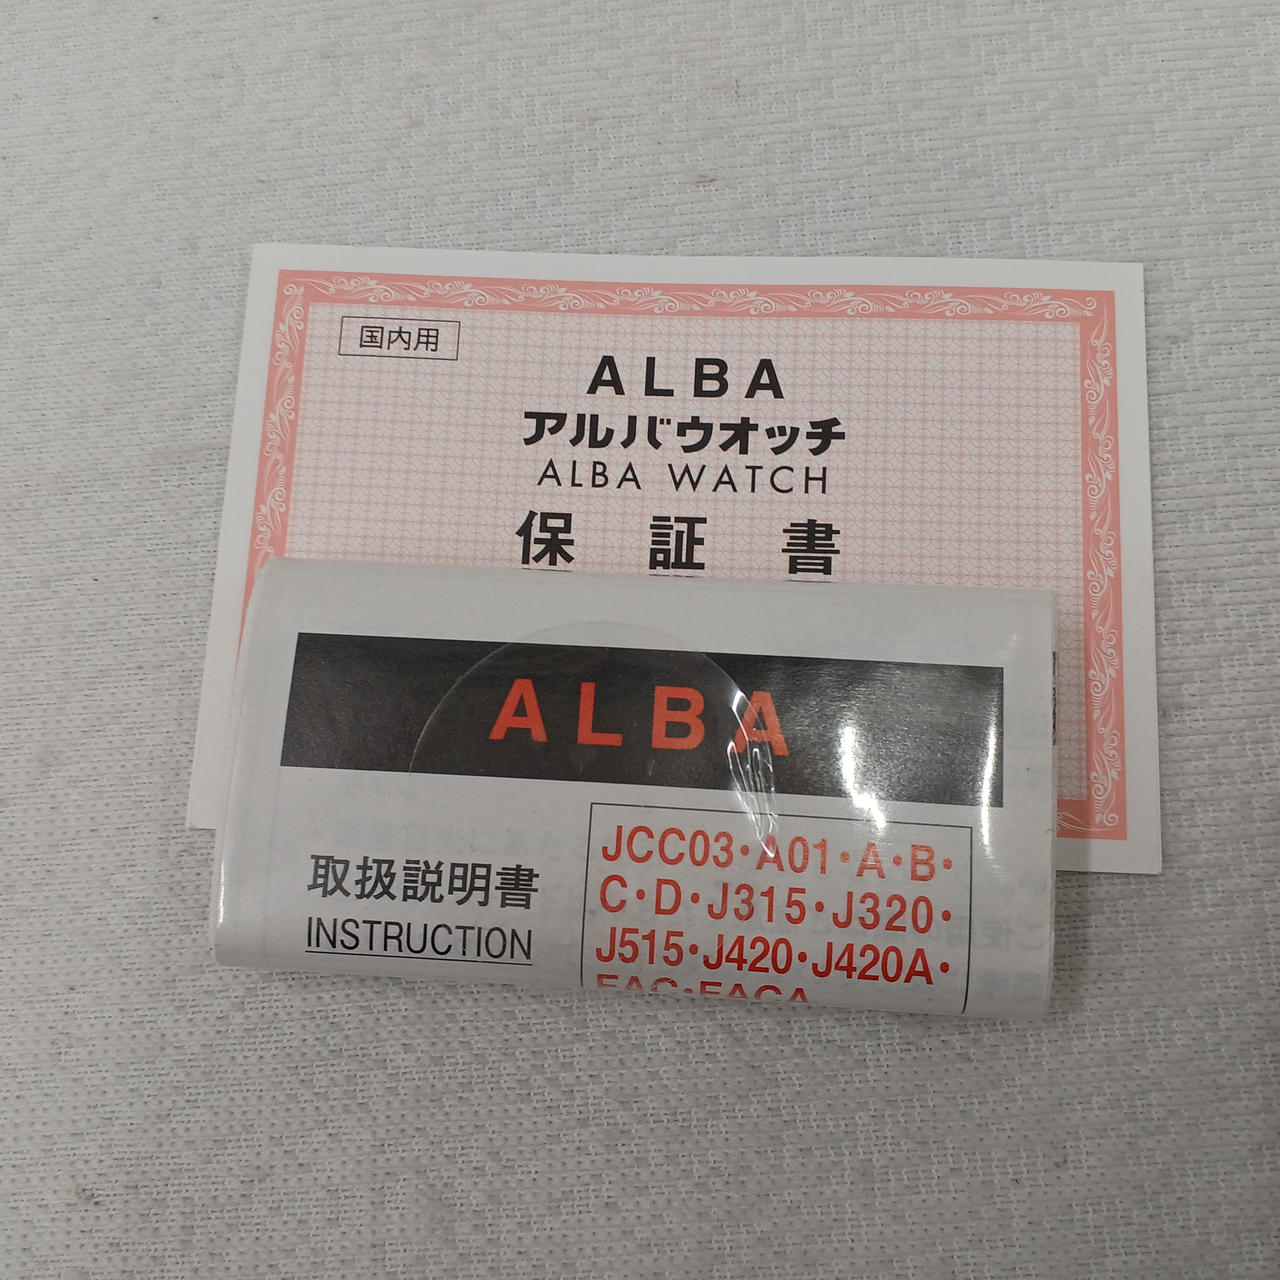 国内用
ALBA
アルバウオッチ
ALBA WATCH
保証書
ALBA
取扱説明書
INSTRUCTION
JCC03・A01・A・B・
C・D・J315・J320・
J515・J420・J420A・